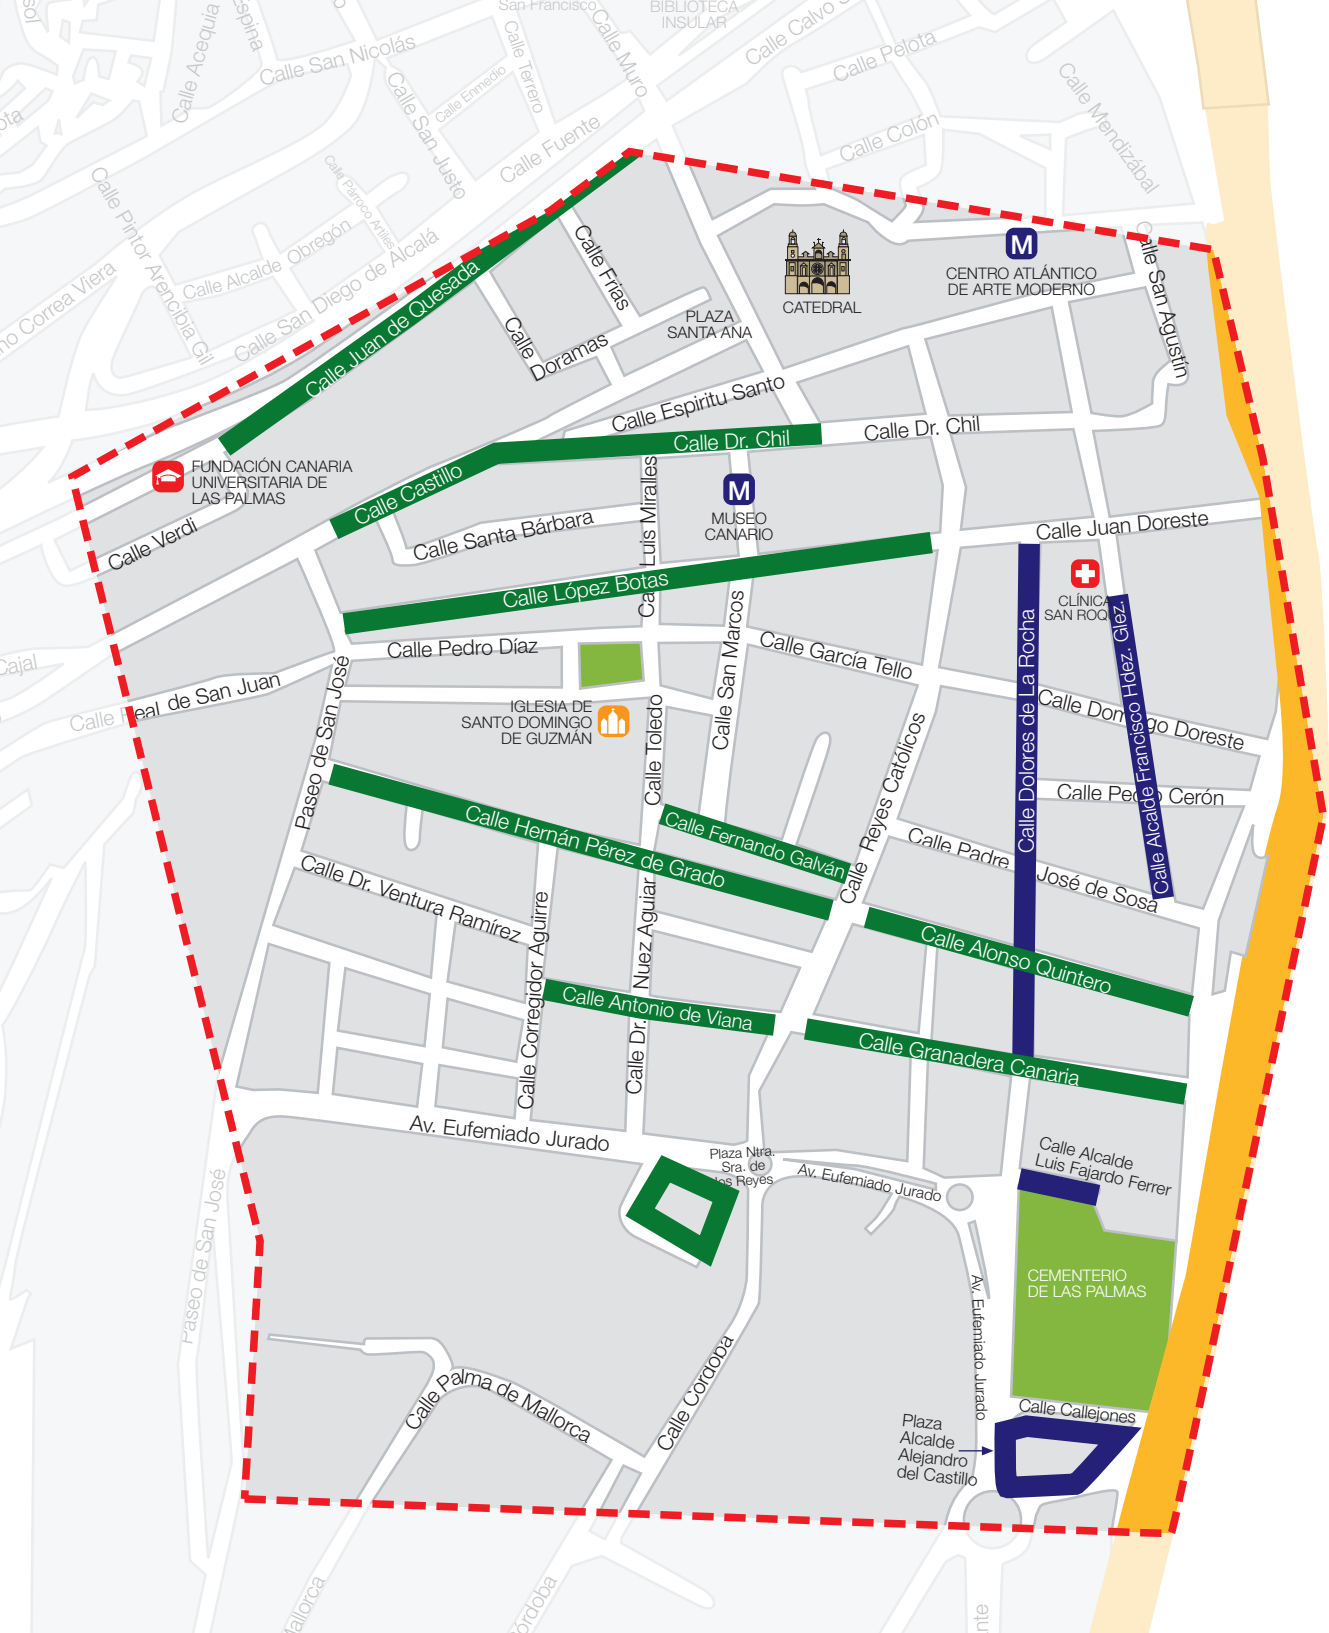 San Francisco
BIBLIOTECA
INSULAR
Calle Calvo
Calle Acequia
Espina
Calle San Nicolás
Calle Terrero
Calle Muro
Calle Pelota
Calle Enmedio
Calle San Justo
Calle Mendizábal
Calle Colón
Calle Fuente
Calle Pintor Arencibia Gil
Calle Párroco Artiles
Calle Alcalde Obregón
Calle San Diego de Alcalá
Correa Viera
Calle Juan de Quesada
Calle Frías
Calle
Doramas
PLAZA
SANTA ANA
CATEDRAL
M
CENTRO ATLÁNTICO
DE ARTE MODERNO
Calle San Agustín
Calle Espiritu Santo
Calle Dr. Chil
Calle Dr. Chil
FUNDACIÓN CANARIA
UNIVERSITARIA DE
LAS PALMAS
Calle Castillo
Calle Verdi
Calle Santa Bárbara
Luis Miralles
M
MUSEO
CANARIO
Calle Juan Doreste
Calle López Botas
CLÍNICA
SAN ROQ
Calle Pedro Díaz
Calle San Marcos
Calle García Tello
Calle Dolores de La Rocha
Calle Alcalde Francisco Hdez. Glez.
Cajal
Calle Real de San Juan
Paseo de San José
IGLESIA DE
SANTO DOMINGO
DE GUZMÁN
Calle Toledo
Calle Reyes Católicos
Calle Domingo Doreste
Calle Pedro Cerón
Calle Hernán Pérez de Grado
Calle Fernando Galván
Calle Padre José de Sosa
Calle Dr. Ventura Ramírez
Calle Corregidor Aguirre
Calle Dr. Nuez Aguiar
Calle Alonso Quintero
Calle Antonio de Viana
Calle Granadera Canaria
Av. Eufemiado Jurado
Plaza Ntra.
Sra. de
los Reyes
Av. Eufemiado Jurado
Calle Alcalde
Luis Fajardo Ferrer
Paseo de San José
CEMENTERIO
DE LAS PALMAS
Av. Eufemiado Jurado
Calle Palma de Mallorca
Calle Cordoba
Calle Callejones
Plaza
Alcalde
Alejandro
del Castillo
Mallorca
órdoba
nte